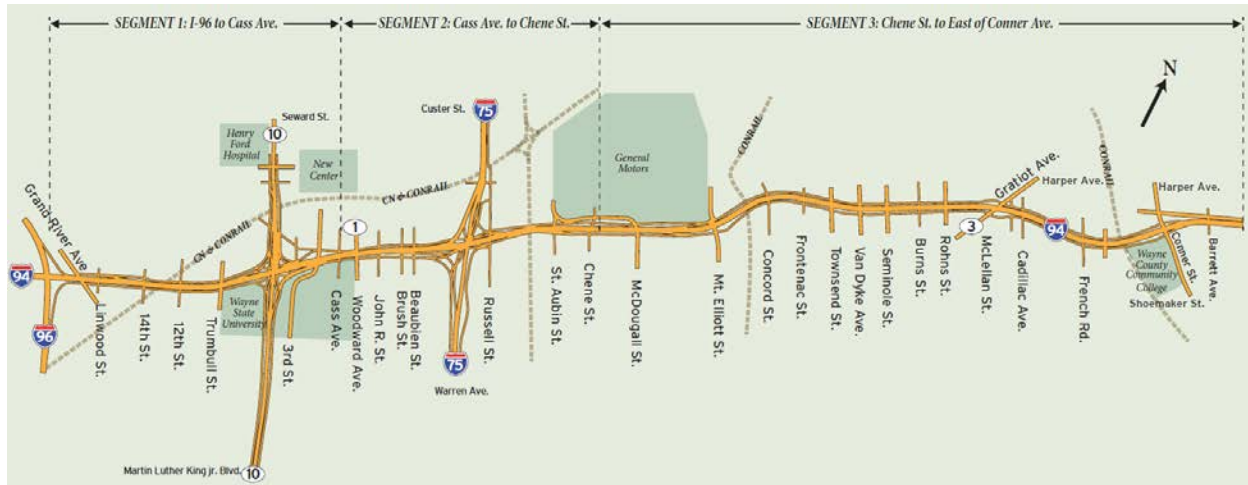 SEGMENT 1: I-96 to Cass Ave.
SEGMENT 2: Cass Ave. to Chene St.
SEGMENT 3: Chene St. to East of Conner Ave.
N
Seward St.
10
Henry
Ford
Hospital
New
Center
Custer St.
75
General
Motors
CONRAIL
CONRAIL
Gratiot Ave.
Harper Ave.
Harper Ave.
Grand River Ave
CN & CONRAIL
CN & CONRAIL
1
3
94
94
96
Wayne
State
University
Wayne
County
Community
College
Conner St.
Barrett Ave.
Shoemaker St.
Linwood St.
14th St.
12th St.
Trumbull St.
3rd St.
Cass Ave.
Woodward Ave.
John R. St.
Brush St.
Beaubien St.
Russell St.
75
Warren Ave.
St. Aubin St.
Chene St.
McDougall St.
Mt. Elliott St.
Concord St.
Frontenac St.
Townsend St.
Van Dyke Ave.
Seminole St.
Burns St.
Rohns St.
McLellan St.
Cadillac Ave.
French Rd.
Martin Luther King jr. Blvd.
10